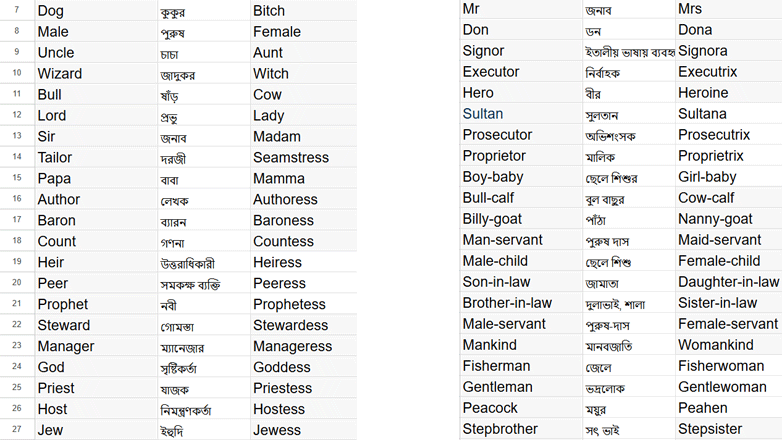 7 Dog কুকুর Bitch
8 Male পুরুষ Female
9 Uncle চাচা Aunt
10 Wizard জাদুকর Witch
11 Bull ষাঁড় Cow
12 Lord প্রভু Lady
13 Sir জনাব Madam
14 Tailor দরজী Seamstress
15 Papa বাবা Mamma
16 Author লেখক Authoress
17 Baron ব্যারন Baroness
18 Count গণনা Countess
19 Heir উত্তরাধিকারী Heiress
20 Peer সমকক্ষ ব্যক্তি Peeress
21 Prophet নবী Prophetess
22 Steward গোমস্তা Stewardess
23 Manager ম্যানেজার Manageress
24 God সৃষ্টিকর্তা Goddess
25 Priest যাজক Priestess
26 Host নিমন্ত্রণকর্তা Hostess
27 Jew ইহুদি Jewess
Mr জনাব Mrs
Don ডন Dona
Signor ইতালীয় ভাষায় Signora
Executor নির্বাহক Executrix
Hero বীর Heroine
Sultan সুলতান Sultana
Prosecutor অভিশংসক Prosecutrix
Proprietor মালিক Proprietrix
Boy-baby ছেলে শিশুর Girl-baby
Bull-calf বুল বাছুর Cow-calf
Billy-goat পাঁঠা Nanny-goat
Man-servant পুরুষ দাস Maid-servant
Male-child ছেলে শিশু Female-child
Son-in-law জামাতা Daughter-in-law
Brother-in-law দুলাভাই, শালা Sister-in-law
Male-servant পুরুষ-দাস Female-servant
Mankind মানবজাতি Womankind
Fisherman জেলে Fisherwoman
Gentleman ভদ্রলোক Gentlewoman
Peacock ময়ুর Peahen
Stepbrother সৎ ভাই Stepsister